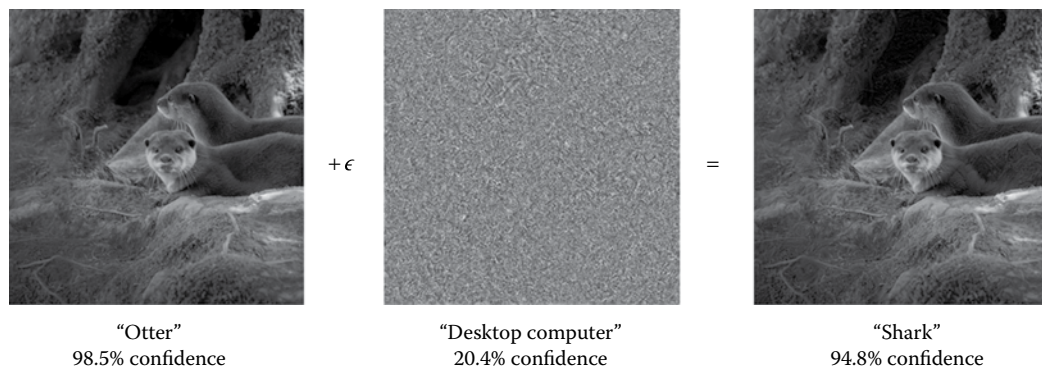 +ϵ
=
“Otter”
98.5% confidence
“Desktop computer”
20.4% confidence
“Shark”
94.8% confidence